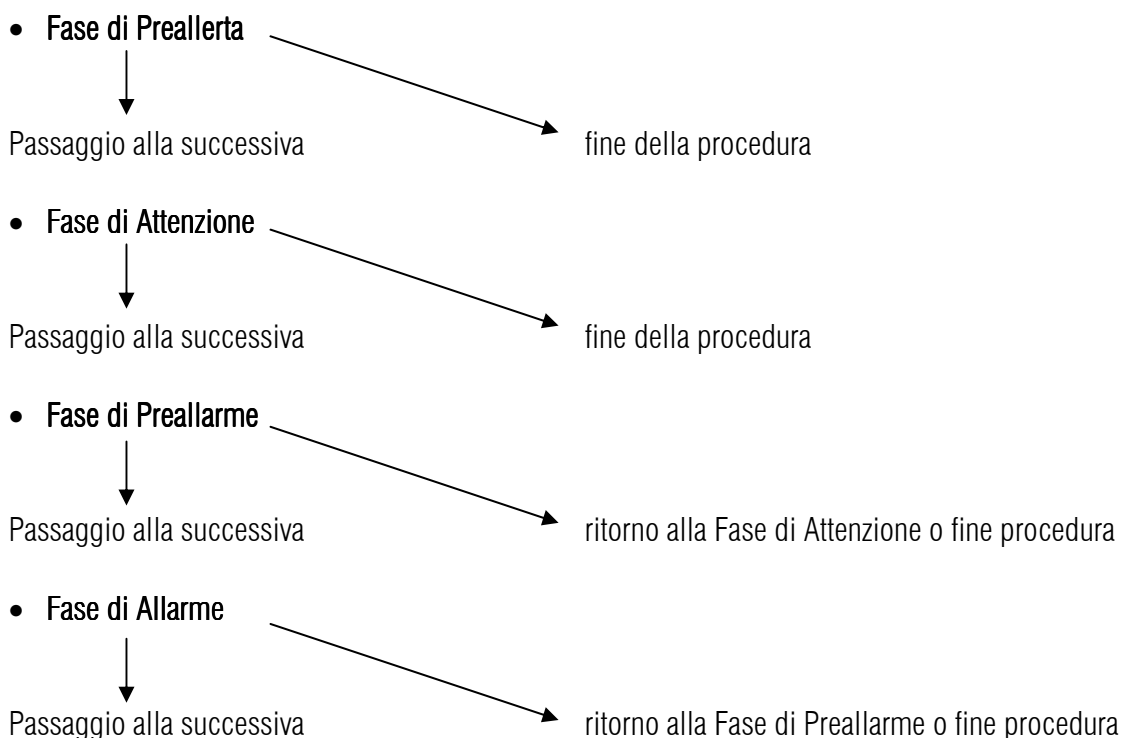 • Fase di Preallerta
Passaggio alla successiva fine della procedura
• Fase di Attenzione
Passaggio alla successiva fine della procedura
• Fase di Preallarme
Passaggio alla successiva ritorno alla Fase di Attenzione o fine procedura
• Fase di Allarme
Passaggio alla successiva ritorno alla Fase di Preallarme o fine procedura